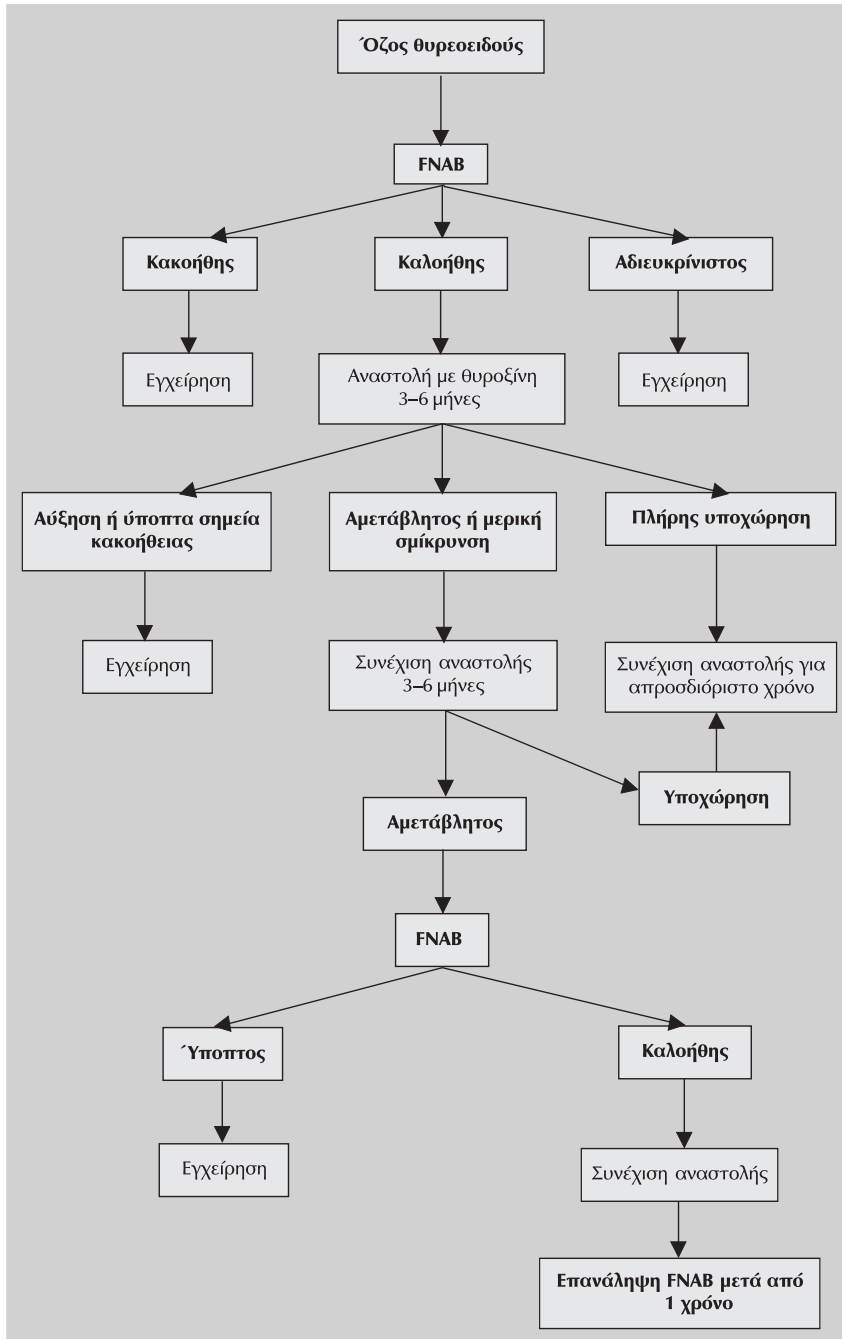 Όζος θυρεοειδούς
FNAB
Κακοήθης
Καλοήθης
Αδιευκρίνιστος
Εγχείρηση
Αναστολή με θυροξίνη
3–6 μήνες
Εγχείρηση
Αύξηση ή ύποπτα σημεία
κακοήθειας
Αμετάβλητος ή μερική
σμίκρυνση
Πλήρης υποχώρηση
Εγχείρηση
Συνέχιση αναστολής
3–6 μήνες
Συνέχιση αναστολής για
απροσδιόριστο χρόνο
Αμετάβλητος
Υποχώρηση
FNAB
Ύποπτος
Καλοήθης
Εγχείρηση
Συνέχιση αναστολής
Επανάληψη FNAB μετά από
1 χρόνο